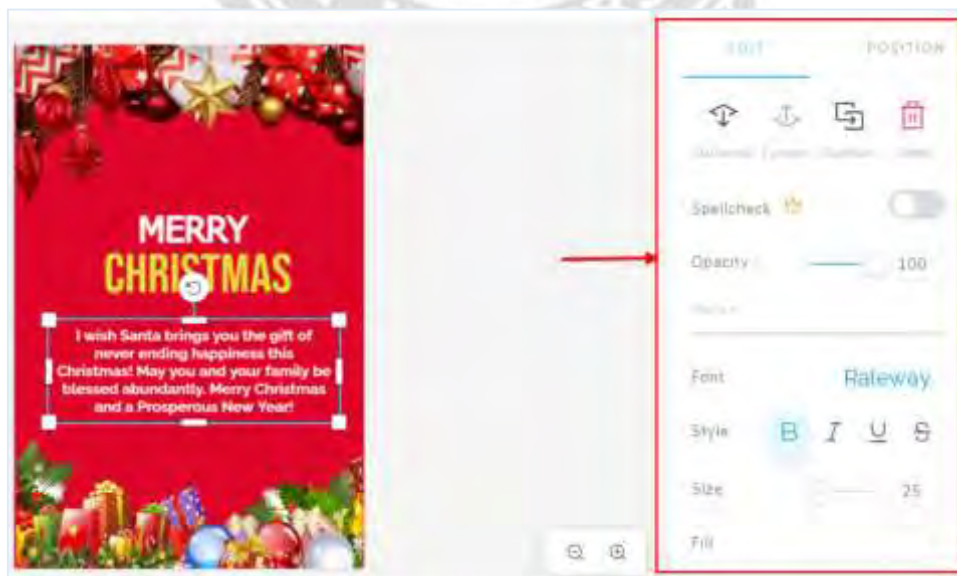 MERRY
CHRISTMAS
I wish Santa brings you the gift of
never ending happiness this
Christmas! May you and your family be
blessed abundantly. Merry Christmas
and a Prosperous New Year!
EDIT
POSITION
Spellcheck
Opacity
100
Font
Raleway
Style
B I U S
Size
25
Fill